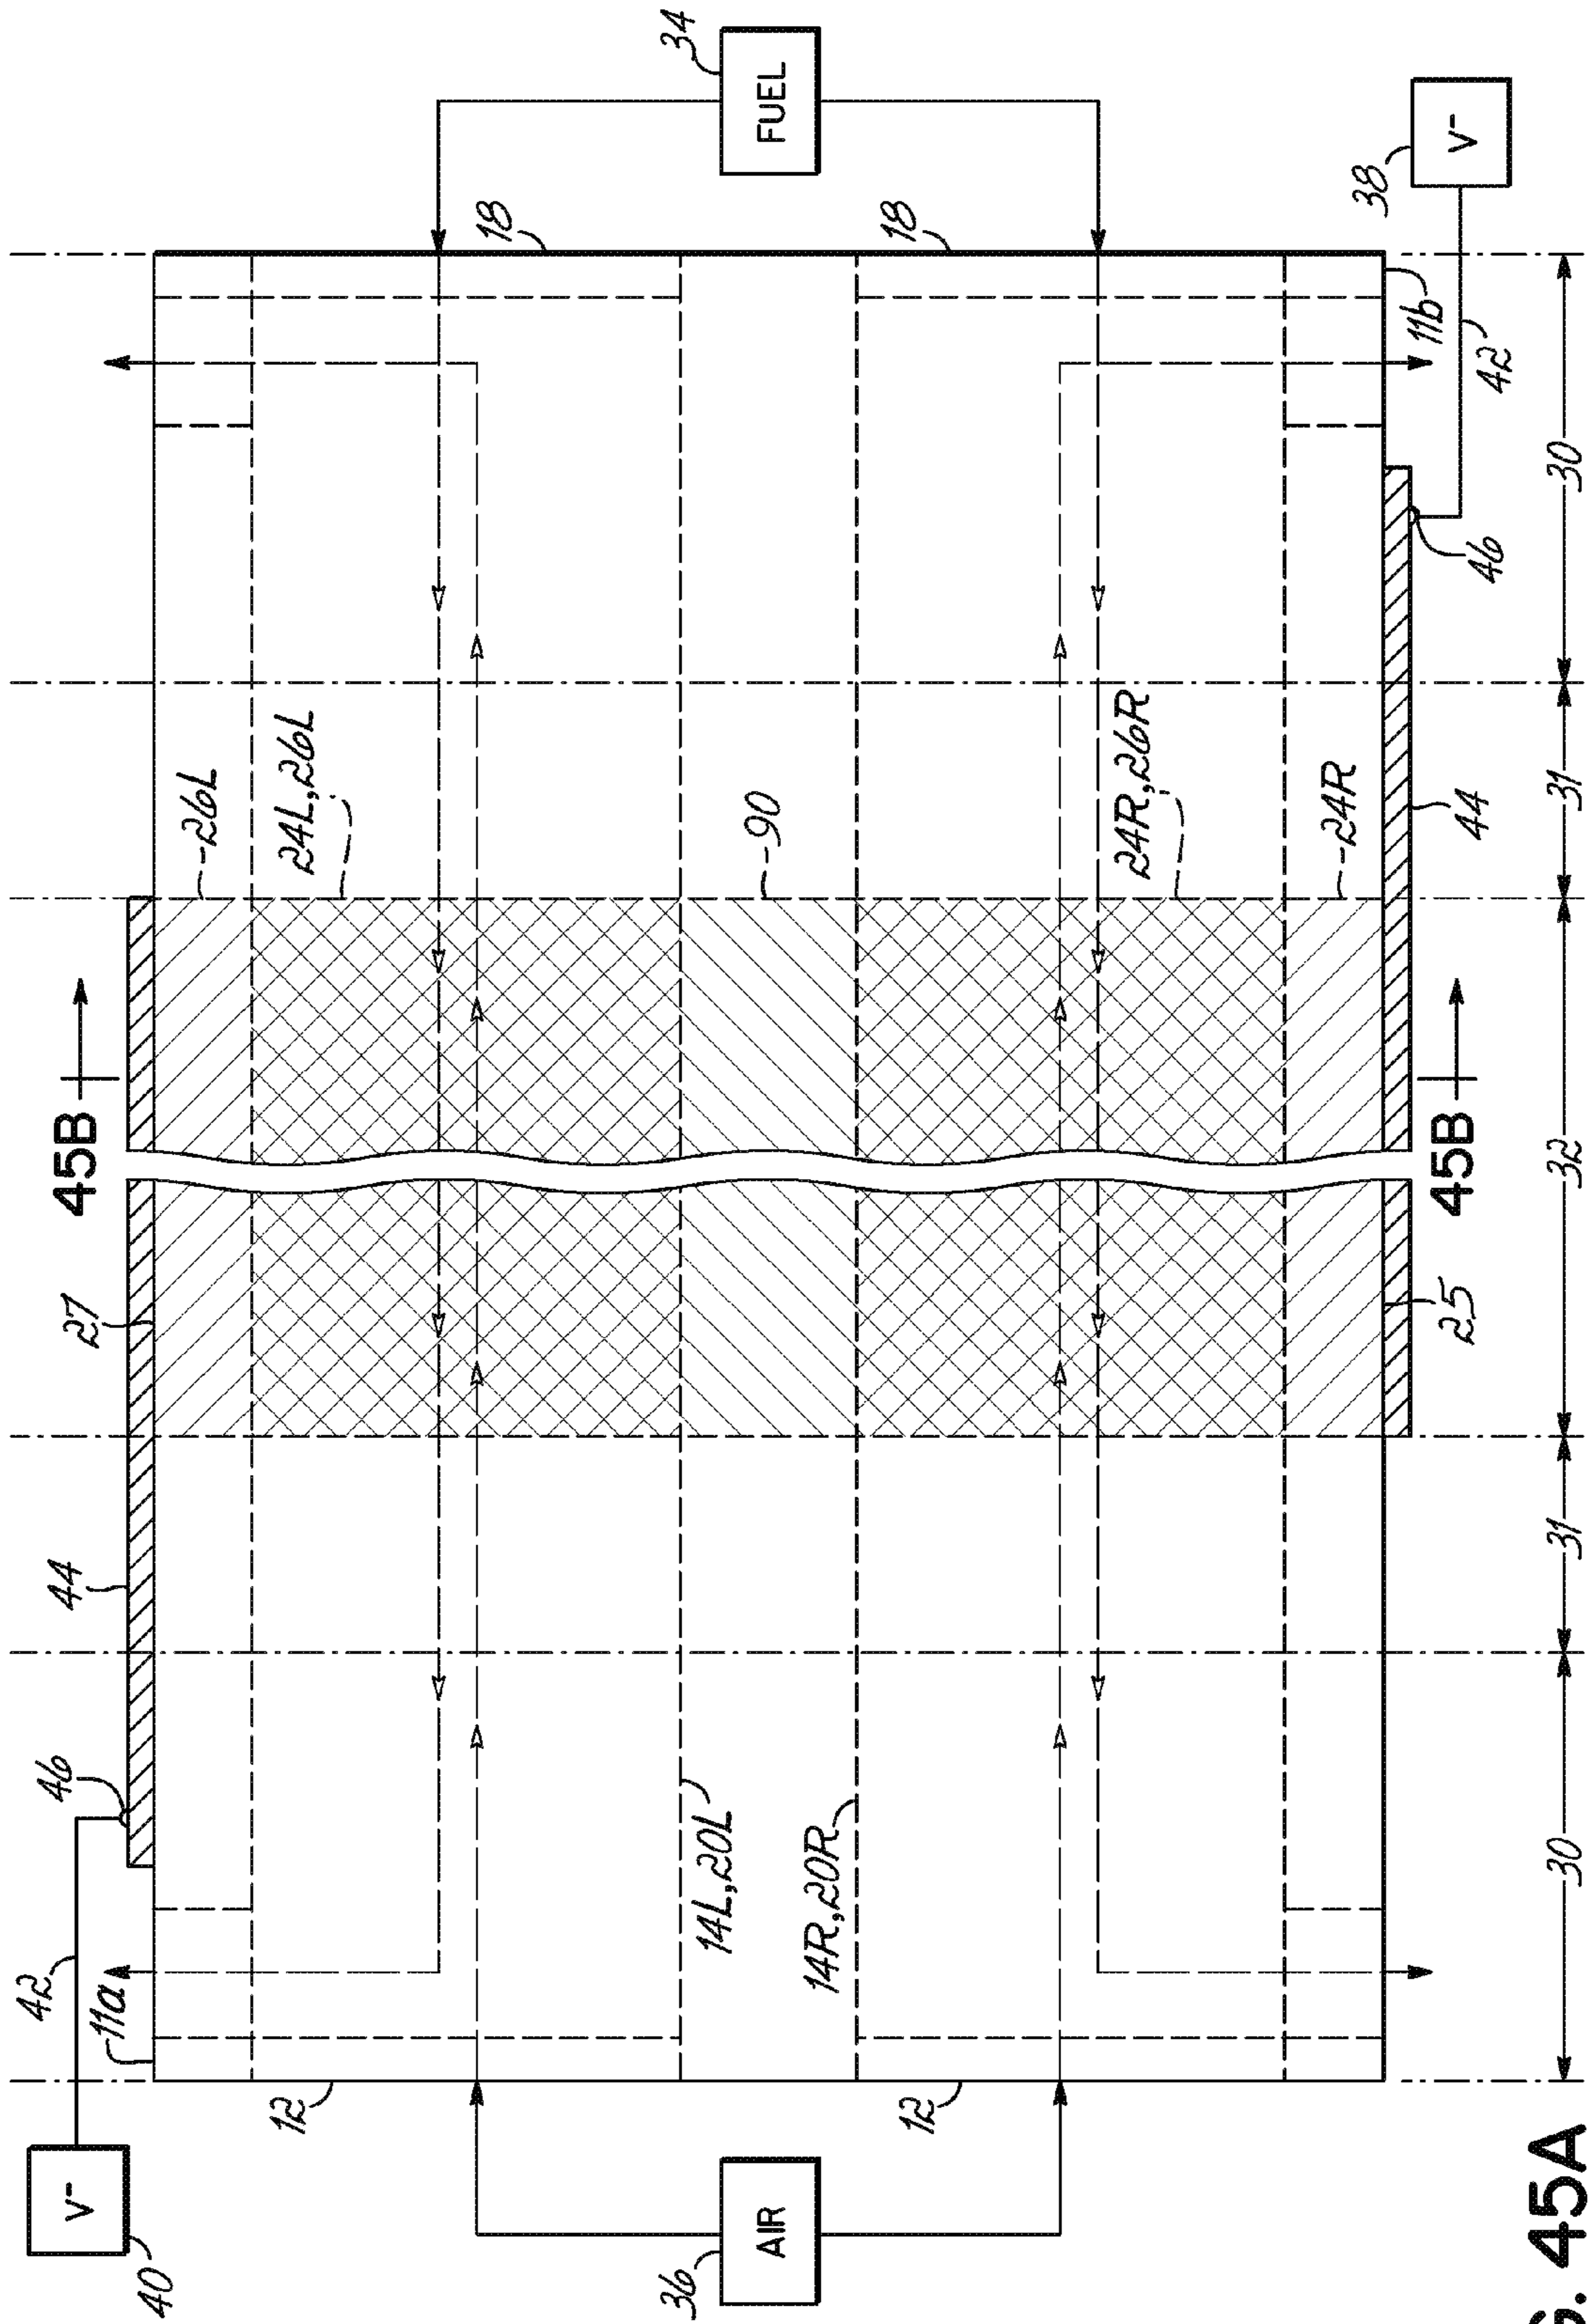 V-
40
42
46
44
27
45B
11a
26L
12
24L, 26L
18
36
AIR
14L, 20L
90
34
FUEL
14R, 20R
12
24R, 26R
18
24R
25
45B
44
46
42
11b
38
V-
30
31
32
31
30
G. 45A